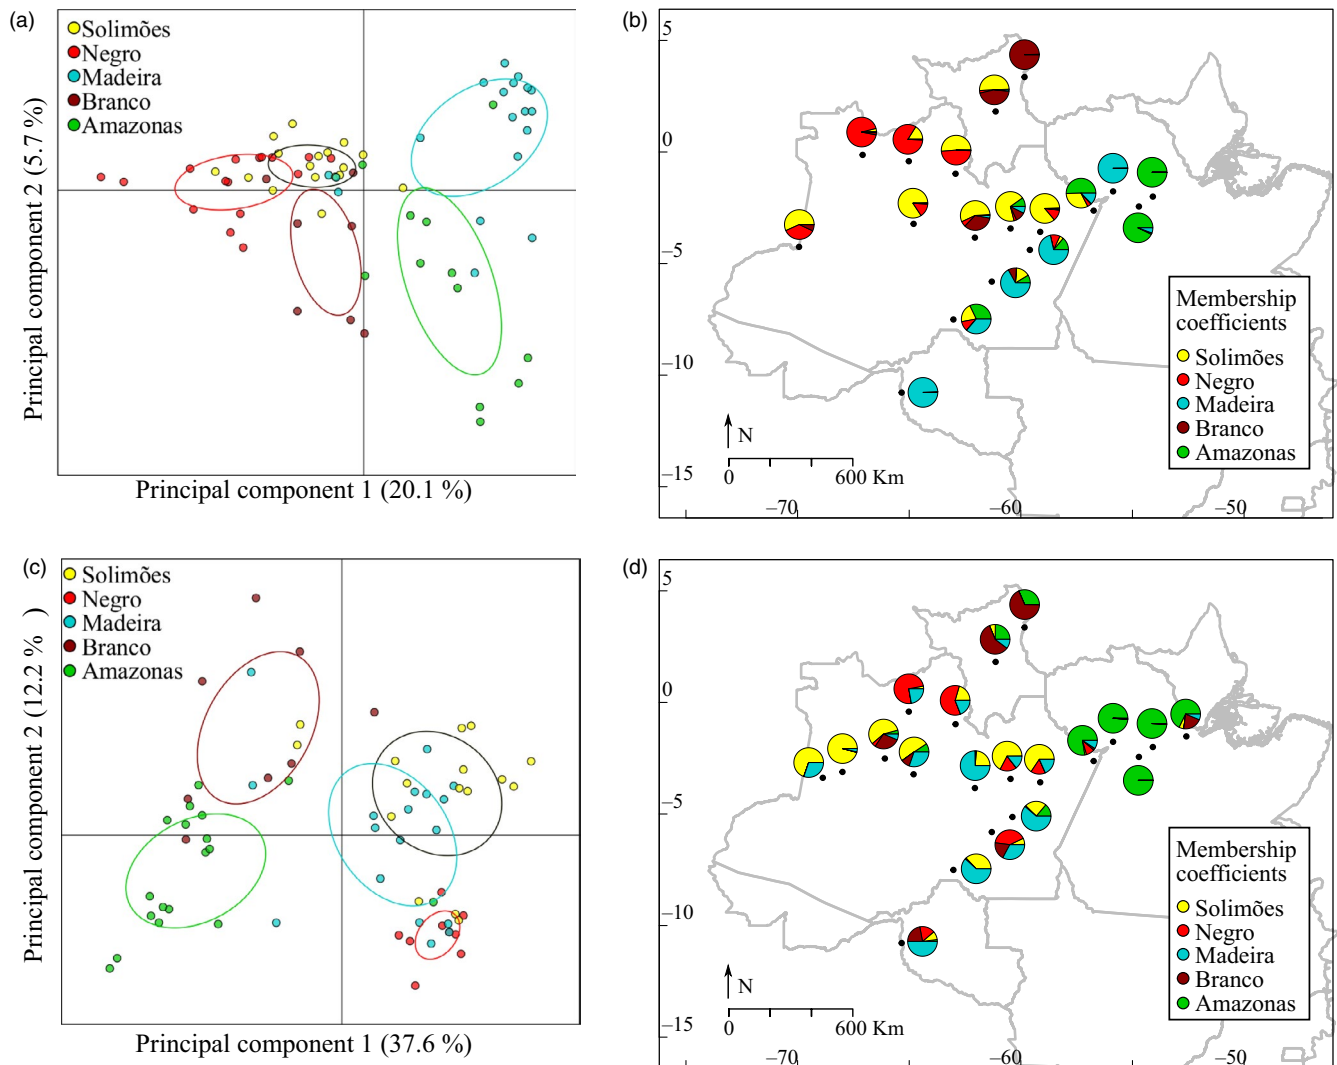 (a)
Solimões
Negro
Madeira
Branco
Amazonas
Principal component 2 (5.7 %)
Principal component 1 (20.1 %)
(b)
5
0
−5
−10
−15
−70
−60
−50
N
0
600 Km
Membership
coefficients
Solimões
Negro
Madeira
Branco
Amazonas
(c)
Solimões
Negro
Madeira
Branco
Amazonas
Principal component 2 (12.2 % )
Principal component 1 (37.6 %)
(d)
5
0
−5
−10
−15
−70
−60
−50
N
0
600 Km
Membership
coefficients
Solimões
Negro
Madeira
Branco
Amazonas